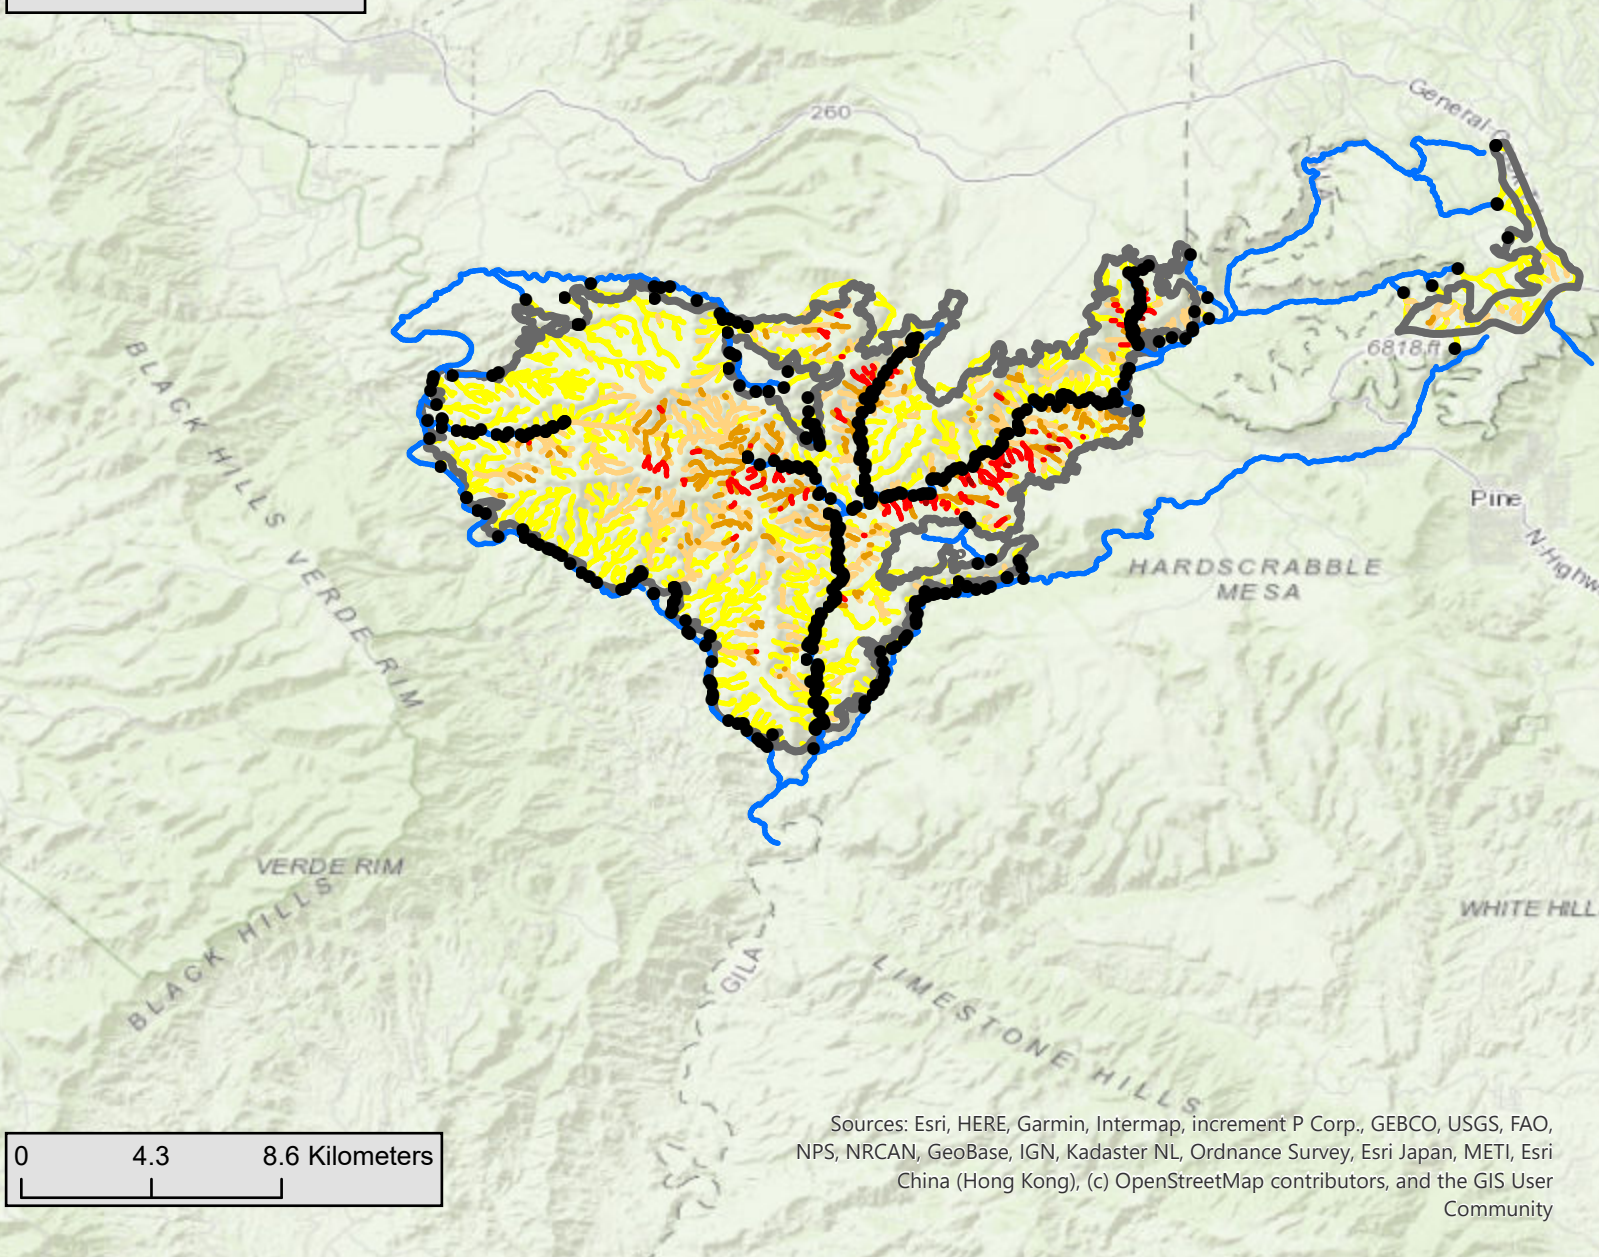 260
General
6818 ft
Pine
N-Highw
BLACK HILLS
VERDE RIM
HARDSCRABBLE
MESA
VERDE RIM
BLACK HILLS
WHITE HILL
GILA
LIMESTONE HILLS
Sources: Esri, HERE, Garmin, Intermap, increment P Corp., GEBCO, USGS, FAO,
NPS, NRCAN, GeoBase, IGN, Kadaster NL, Ordnance Survey, Esri Japan, METI, Esri
China (Hong Kong), (c) OpenStreetMap contributors, and the GIS User
Community
0 4.3 8.6 Kilometers